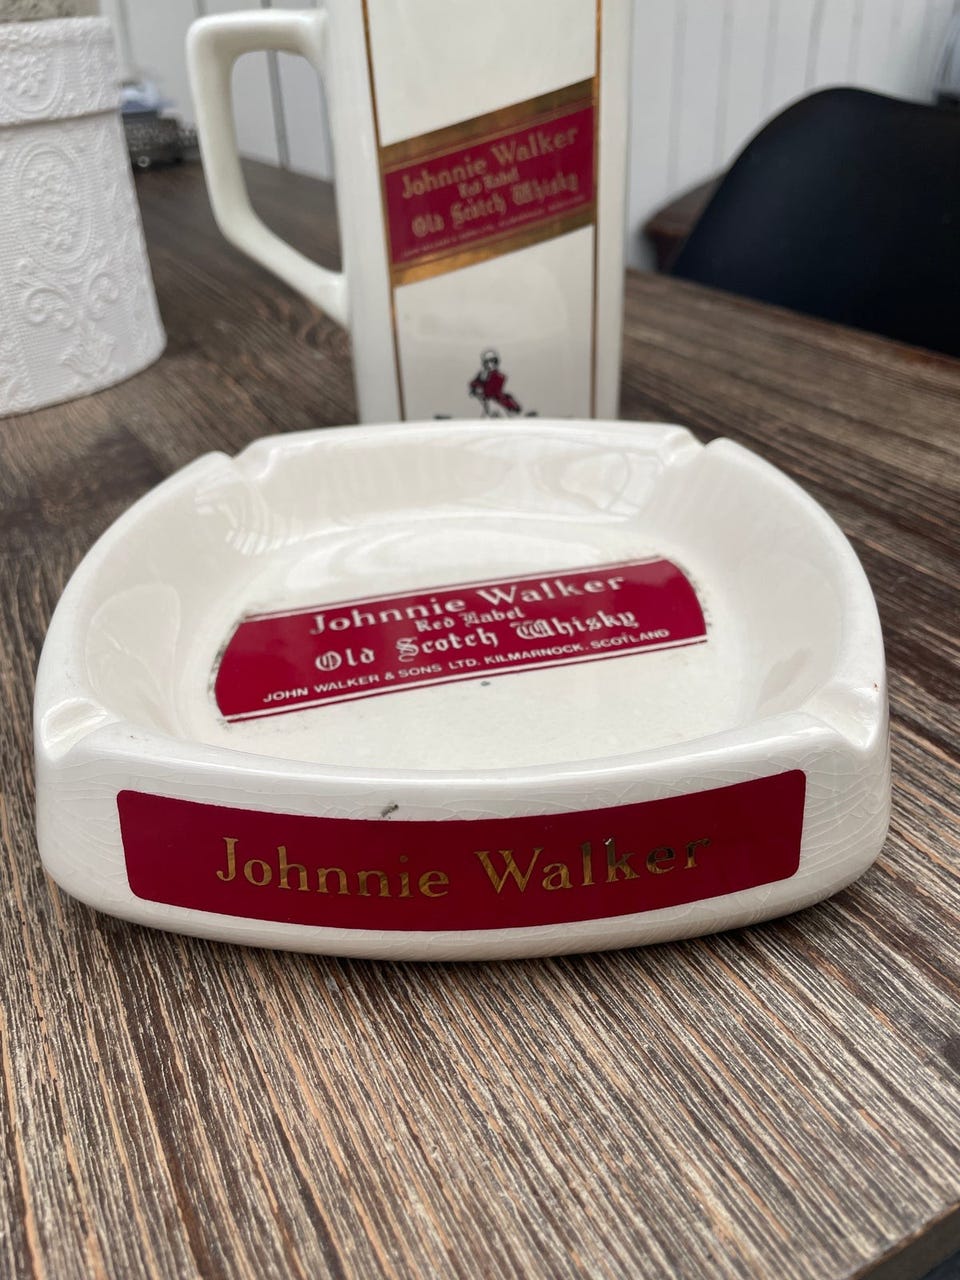 Johnnie Walker
Red Label
Old Scotch Whisky
Johnnie Walker
Red Label
Old Scotch Whisky
JOHN WALKER & SONS LTD. KILMARNOCK. SCOTLAND
Johnnie Walker